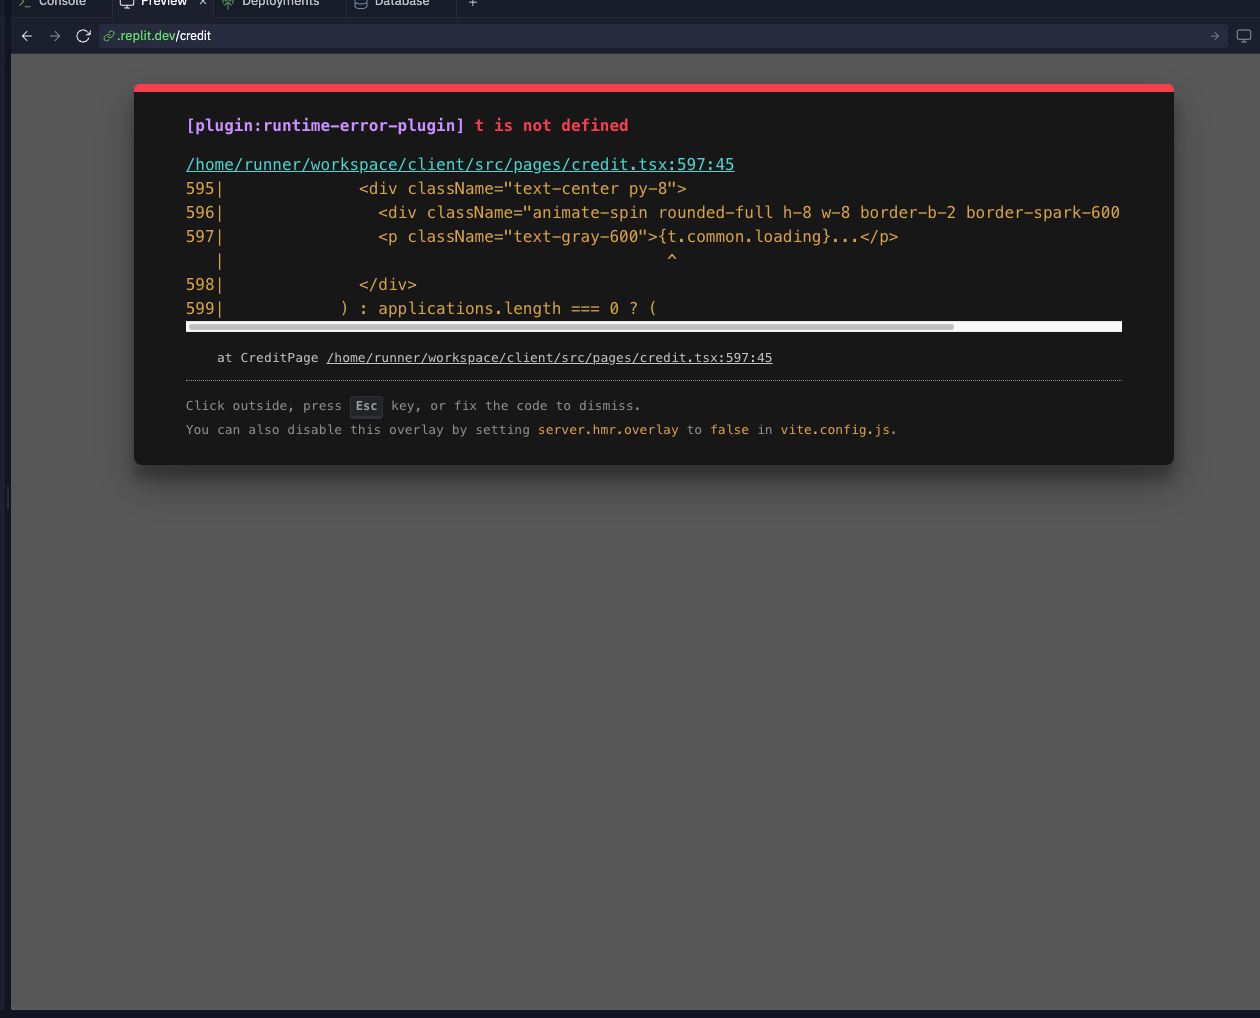 Console Preview × Deployments Database +
.replit.dev/credit
[plugin:runtime-error-plugin] t is not defined
/home/runner/workspace/client/src/pages/credit.tsx:597:45
595|              <div className="text-center py-8">
596|                <div className="animate-spin rounded-full h-8 w-8 border-b-2 border-spark-600
597|                <p className="text-gray-600">{t.common.loading}...</p>
   |                                              ^
598|              </div>
599|            ) : applications.length === 0 ? (
at CreditPage /home/runner/workspace/client/src/pages/credit.tsx:597:45
Click outside, press Esc key, or fix the code to dismiss.
You can also disable this overlay by setting server.hmr.overlay to false in vite.config.js.